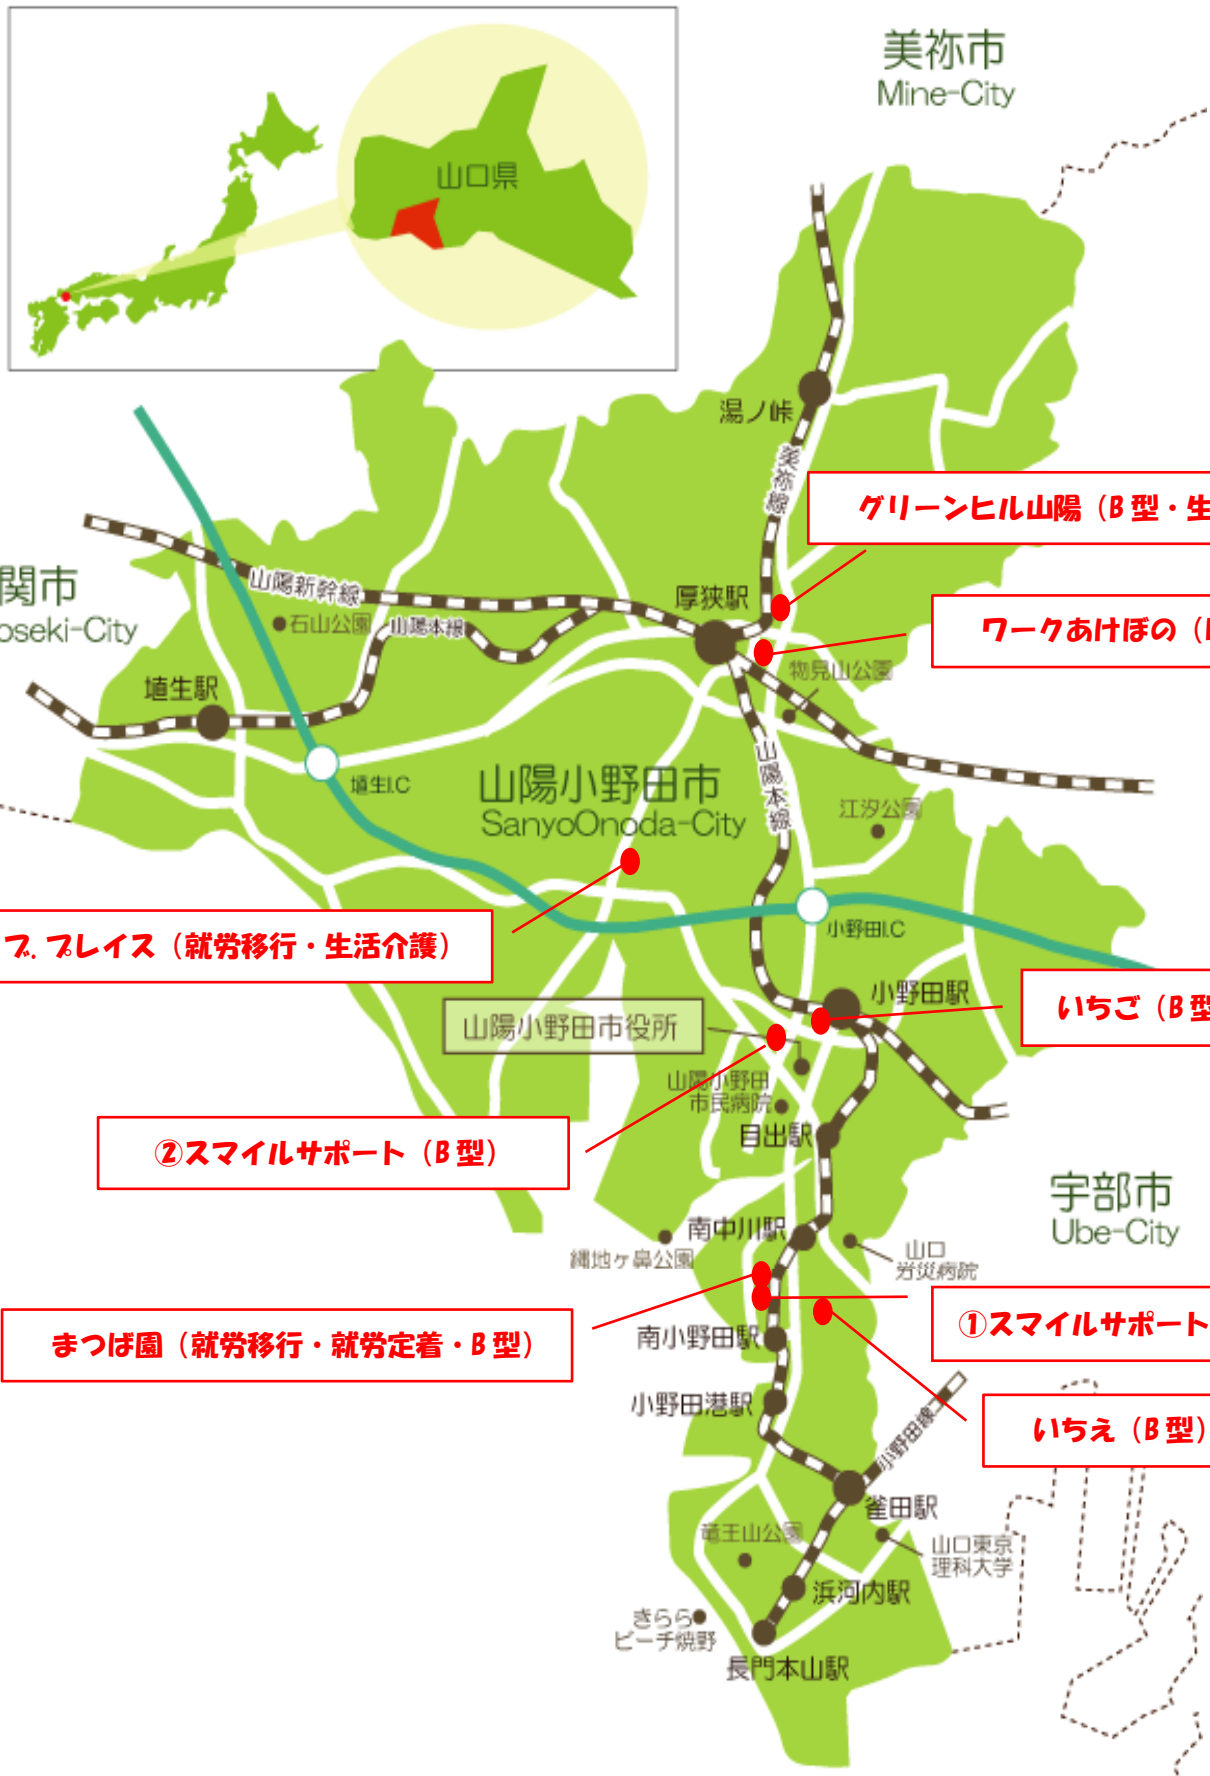 美祢市
Mine-City
山口県
湯ノ峠
美祢線
グリーンヒル山陽（B型・生
関市
oseki-City
山陽新幹線
厚狭駅
石山公園
山陽本線
ワークあけぼの（
物見山公園
埴生駅
埴生I.C
山陽小野田市
SanyoOnoda-City
山陽本線
江汐公園
ブ.プレイス（就労移行・生活介護）
小野田I.C
小野田駅
いちご（B型
山陽小野田市役所
山陽小野田
市民病院
目出駅
②スマイルサポート（B型）
宇部市
Ube-City
南中川駅
縄地ヶ鼻公園
山口
労災病院
まつば園（就労移行・就労定着・B型）
①スマイルサポート
南小野田駅
小野田港駅
いちえ（B型）
小野田線
雀田駅
竜王山公園
山口東京
理科大学
浜河内駅
きらら
ビーチ焼野
長門本山駅